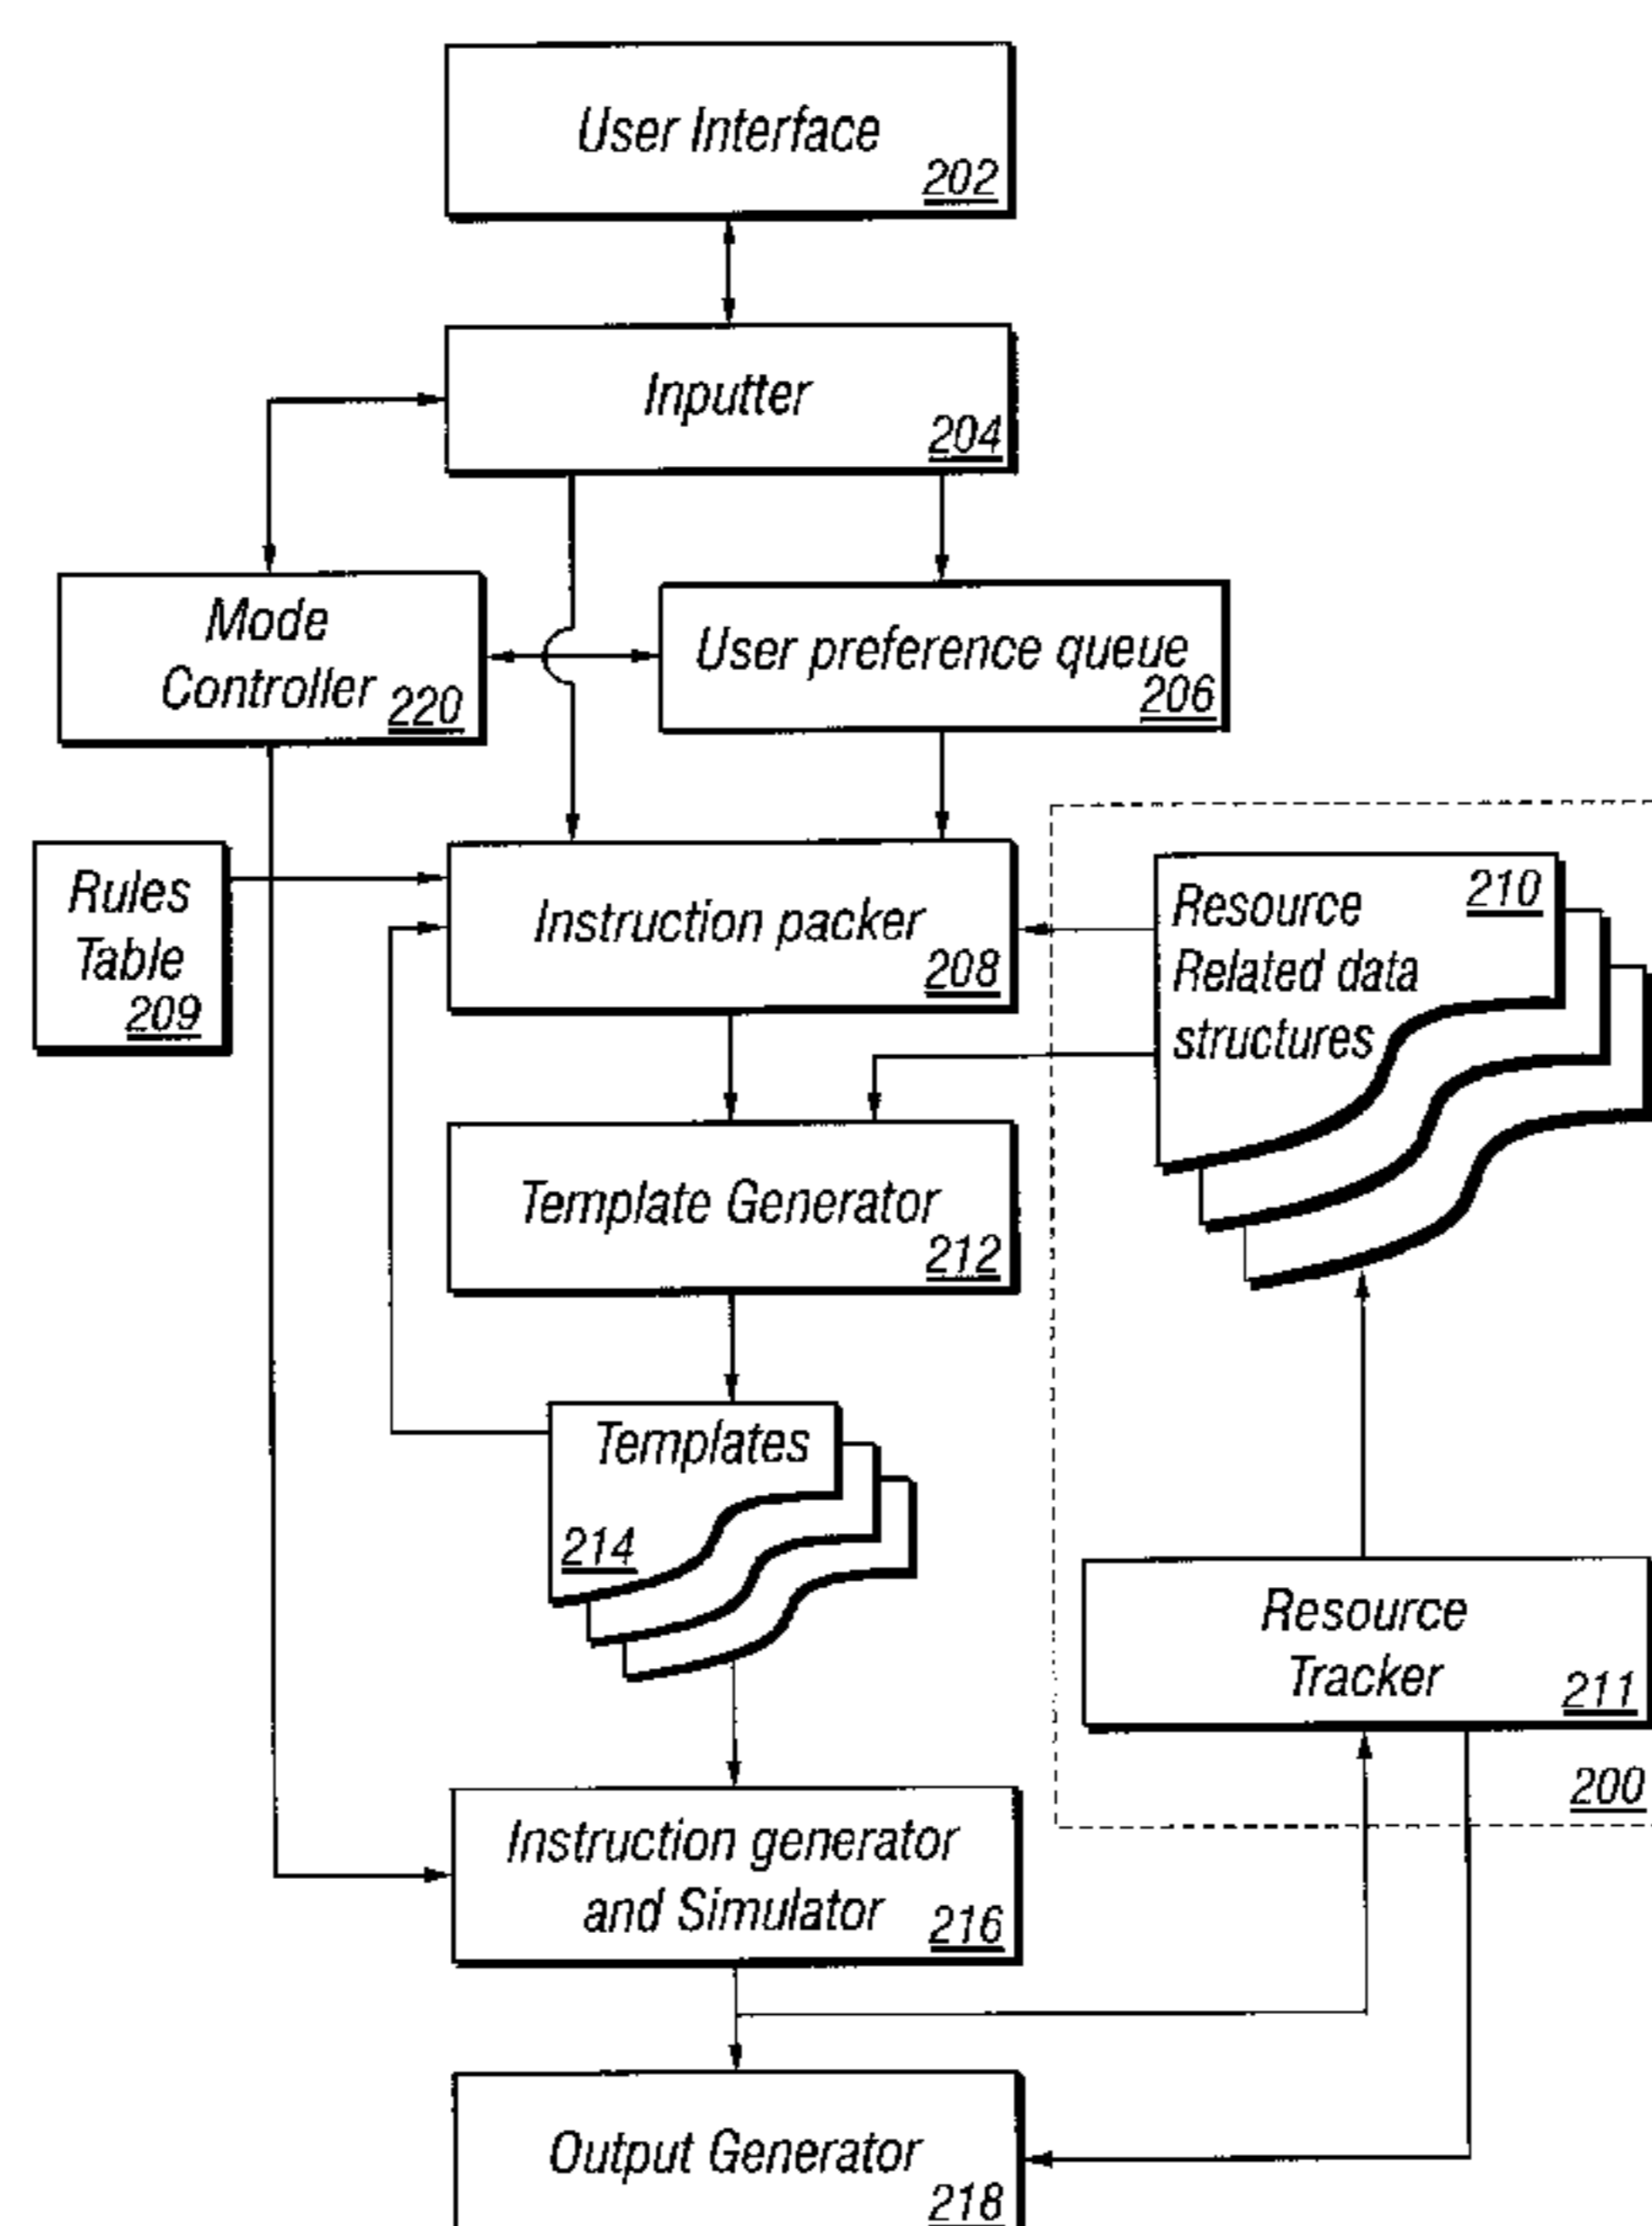 User Interface
202
Inputter
204
Mode
Controller 220
User preference queue
206
Rules
Table
209
Instruction packer
208
Resource 210
Related data
structures
Template Generator
212
Templates
214
Resource
Tracker 211
200
Instruction generator
and Simulator 216
Output Generator
218